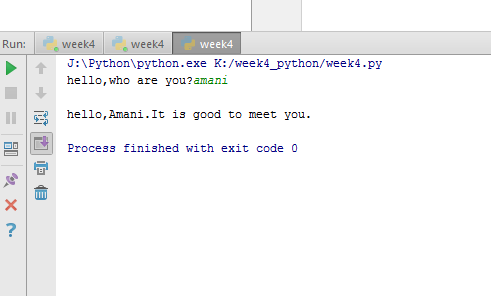 Run: week4 week4 week4
J:\Python\python.exe K:/week4_python/week4.py
hello,who are you?amani
hello,Amani.It is good to meet you.
Process finished with exit code 0